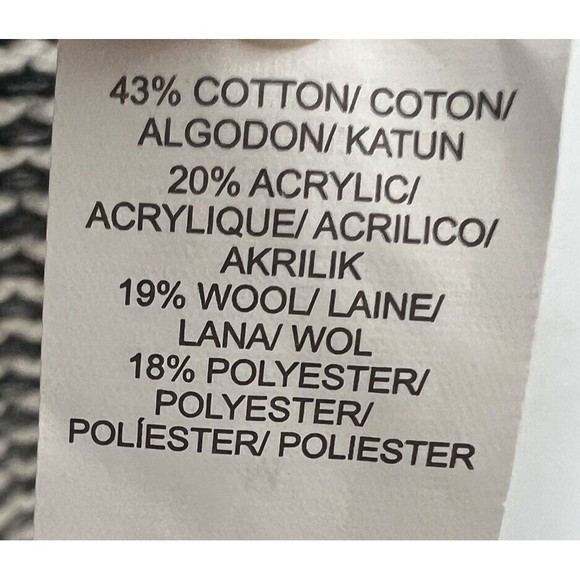 43% COTTON/ COTON/
ALGODON/ KATUN
20% ACRYLIC/
ACRYLIQUE/ ACRILICO/
AKRILIK
19% WOOL/ LAINE/
LANA/ WOL
18% POLYESTER/
POLYESTER/
POLÍESTER/ POLIESTER